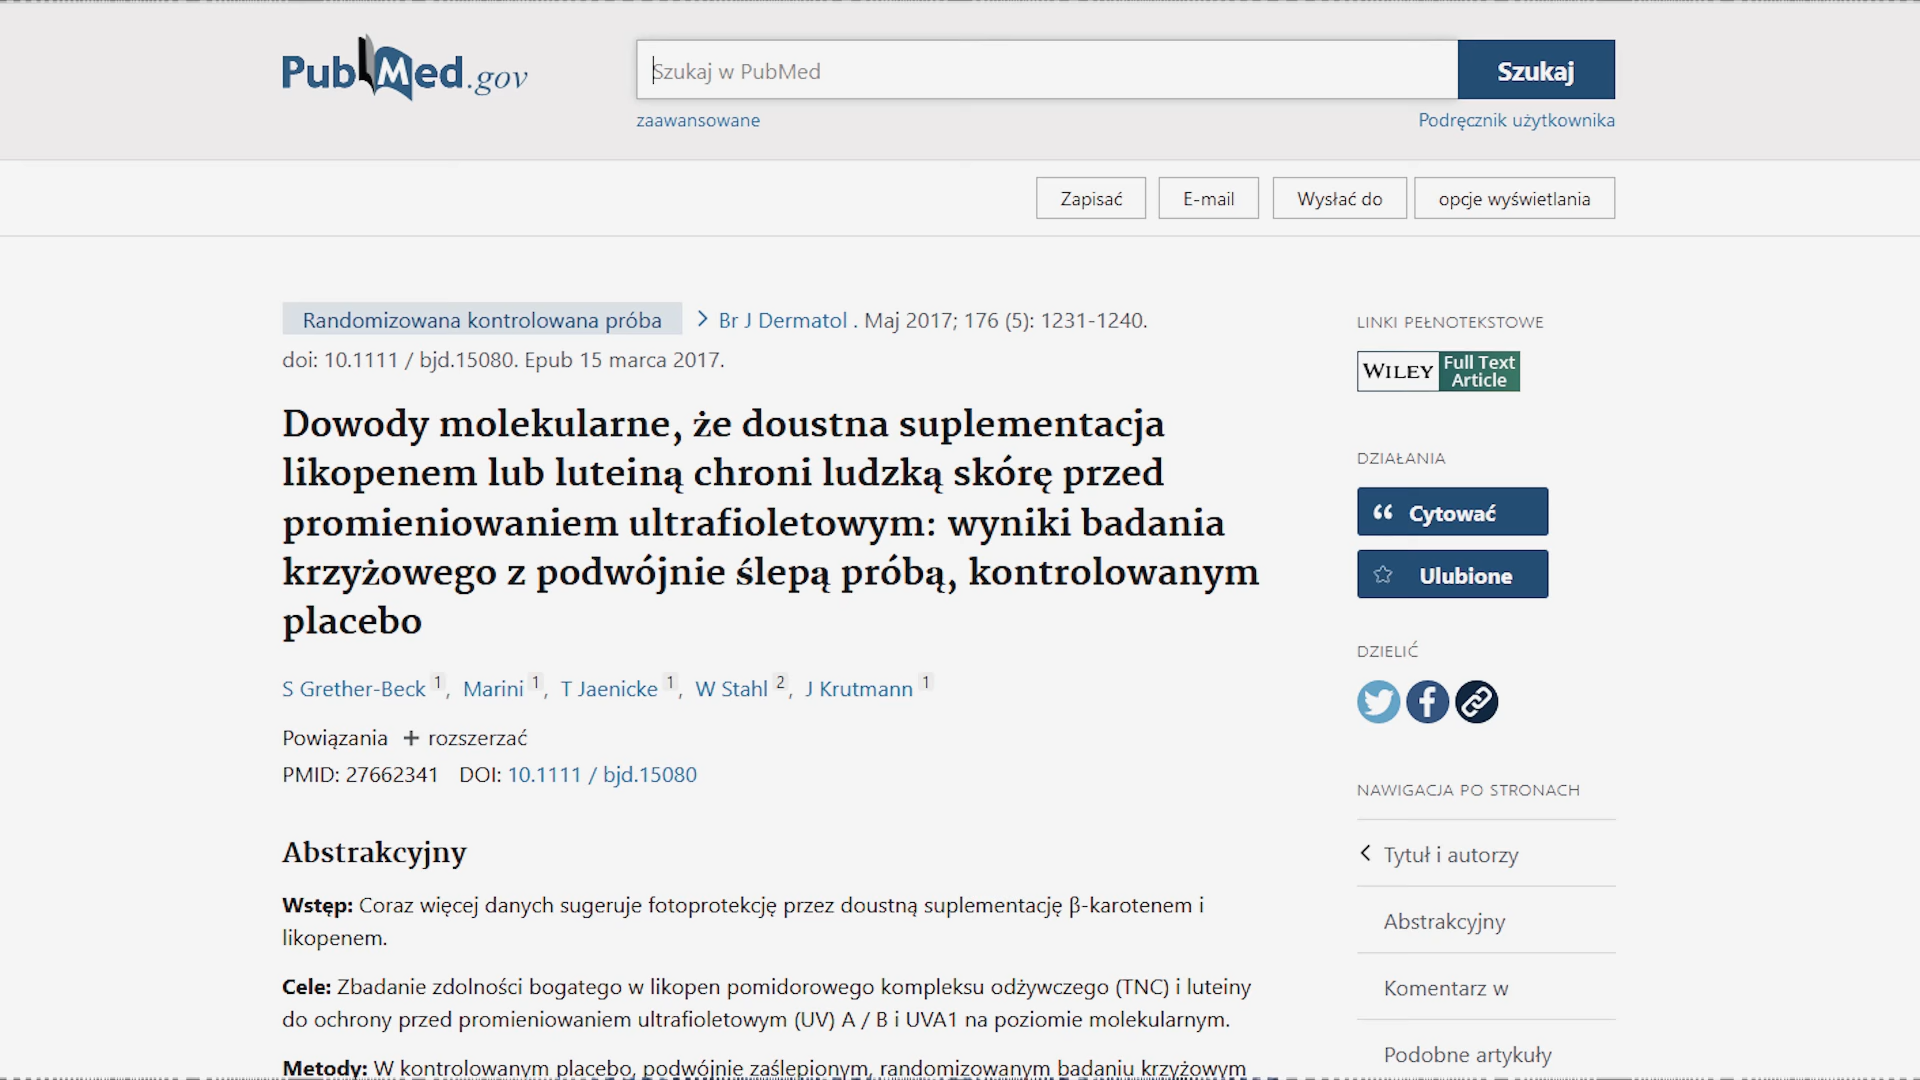 PubMed.gov
Szukaj w PubMed
Szukaj
zaawansowane
Podręcznik użytkownika
Zapisać
E-mail
Wysłać do
opcje wyświetlania
Randomizowana kontrolowana próba > Br J Dermatol . Maj 2017; 176 (5): 1231-1240.
doi: 10.1111 / bjd.15080. Epub 15 marca 2017.
Dowody molekularne, że doustna suplementacja
likopenem lub luteiną chroni ludzką skórę przed
promieniowaniem ultrafioletowym: wyniki badania
krzyżowego z podwójnie ślepą próbą, kontrolowanym
placebo
S Grether-Beck 1, Marini 1, T Jaenicke 1, W Stahl 2, J Krutmann 1
Powiązania + rozszerzać
PMID: 27662341 DOI: 10.1111 / bjd.15080
Abstrakcyjny
Wstęp: Coraz więcej danych sugeruje fotoprotekcję przez doustną suplementację β-karotenem i
likopenem.
Cele: Zbadanie zdolności bogatego w likopen pomidorowego kompleksu odżywczego (TNC) i luteiny
do ochrony przed promieniowaniem ultrafioletowym (UV) A / B i UVA1 na poziomie molekularnym.
Metody: W kontrolowanym placebo, podwójnie zaślepionym, randomizowanym badaniu krzyżowym
LINKI PEŁNOTEKSTOWE
WILEY Full Text
Article
DZIAŁANIA
Cytować
Ulubione
DZIELIĆ
NAWIGACJA PO STRONACH
Tytuł i autorzy
Abstrakcyjny
Komentarz w
Podobne artykuły